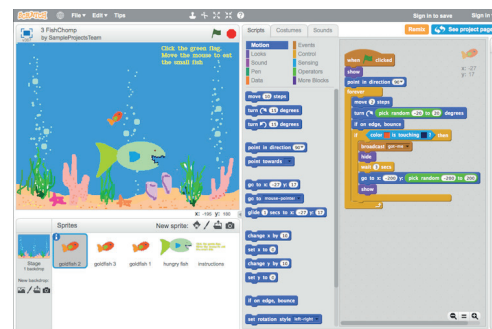 SCRATCH File Edit Tips Sign in to save Sign in
3 FishChomp
by SampleProjectsTeam
Click the green flag.
Move the mouse to eat
the small fish
X: -198 y: 180
Sprites New sprite:
Stage
1 backdrop
New backdrop:
goldfish 2 goldfish 3 goldfish 1 hungry fish instructions
Scripts Costumes Sounds
Remix See project page
Motion Events
Looks Control
Sound Sensing
Pen Operators
Data More Blocks
move 10 steps
turn 15 degrees
turn 15 degrees
point in direction 90
point towards
go to x: -27 y: 17
go to mouse-pointer
glide 1 secs to x: -27 y: 17
change x by 10
set x to 0
change y by 10
set y to 0
if on edge, bounce
set rotation style left-right
when clicked
show
point in direction 90
forever
move 2 steps
turn pick random -20 to 20 degrees
if on edge, bounce
if color is touching ? then
broadcast got-me
hide
wait 1 secs
go to x: -200 y: pick random -200 to 200
show
x: -27
y: 17